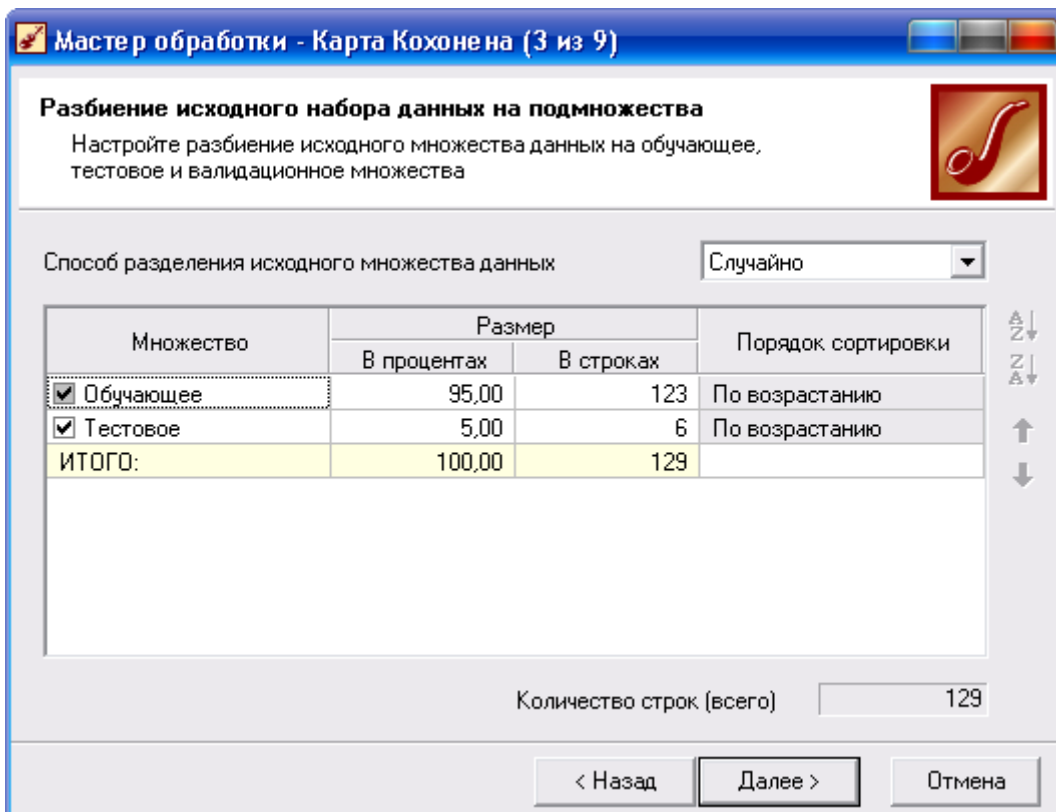 Мастер обработки - Карта Кохонена (3 из 9)
Разбиение исходного набора данных на подмножества
Настройте разбиение исходного множества данных на обучающее,
тестовое и валидационное множества
Способ разделения исходного множества данных Случайно
Множество Размер Порядок сортировки
В процентах В строках
Обучающее 95,00 123 По возрастанию
Тестовое 5,00 6 По возрастанию
ИТОГО: 100,00 129
A
Z
Z
A
Количество строк (всего) 129
< Назад Далее > Отмена